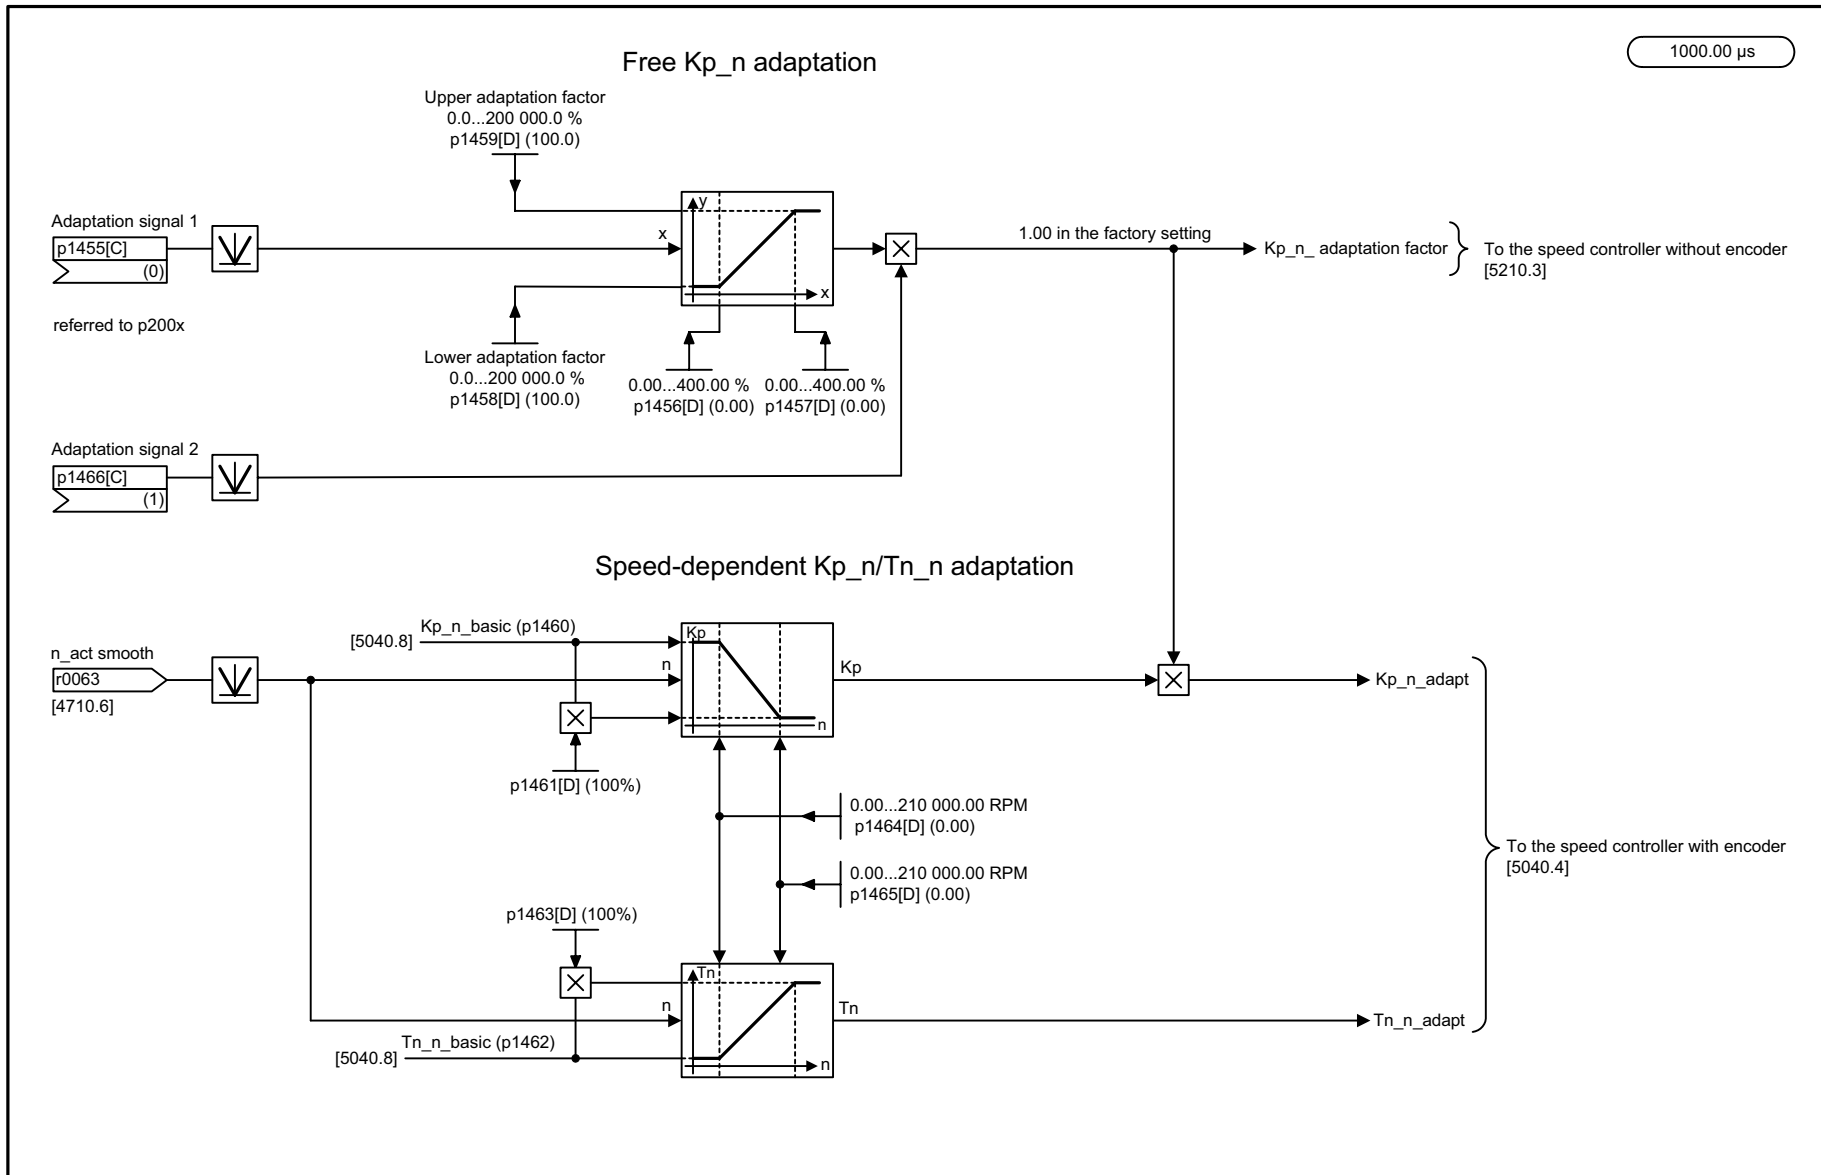 Free Kp_n adaptation
1000.00 µs
Upper adaptation factor
0.0...200 000.0 %
p1459[D] (100.0)
y
Adaptation signal 1
p1455[C]
(0)
x
x
1.00 in the factory setting
Kp_n_ adaptation factor
To the speed controller without encoder
[5210.3]
referred to p200x
Lower adaptation factor
0.0...200 000.0 %
p1458[D] (100.0)
0.00...400.00 %
p1456[D] (0.00)
0.00...400.00 %
p1457[D] (0.00)
Adaptation signal 2
p1466[C]
(1)
Speed-dependent Kp_n/Tn_n adaptation
Kp_n_basic (p1460)
[5040.8]
Kp
n_act smooth
r0063
[4710.6]
n
n
Kp
Kp_n_adapt
p1461[D] (100%)
0.00...210 000.00 RPM
p1464[D] (0.00)
0.00...210 000.00 RPM
p1465[D] (0.00)
To the speed controller with encoder
[5040.4]
p1463[D] (100%)
Tn
n
n
Tn
Tn_n_adapt
Tn_n_basic (p1462)
[5040.8]